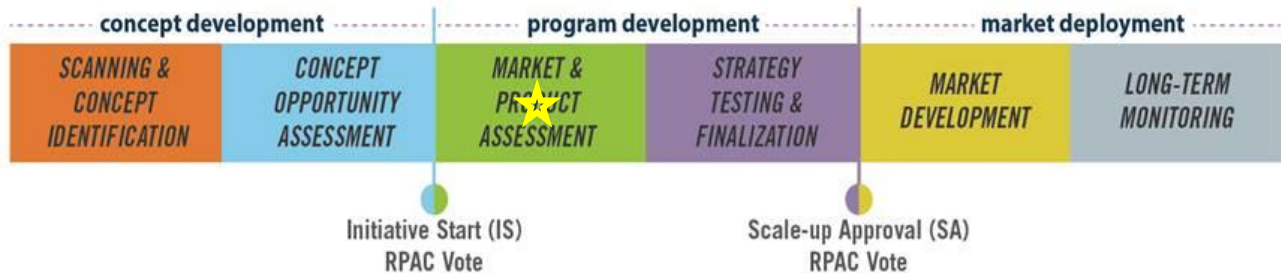 concept development
program development
market deployment
SCANNING &
CONCEPT
IDENTIFICATION
CONCEPT
OPPORTUNITY
ASSESSMENT
MARKET &
PRODUCT
ASSESSMENT
STRATEGY
TESTING &
FINALIZATION
MARKET
DEVELOPMENT
LONG-TERM
MONITORING
Initiative Start (IS)
RPAC Vote
Scale-up Approval (SA)
RPAC Vote